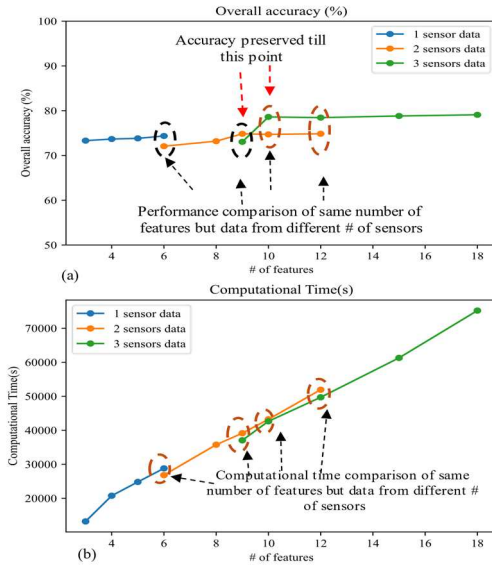 Overall accuracy (%)
100
90
80
70
60
50
Overall accuracy (%)
Accuracy preserved till
this point
1 sensor data
2 sensors data
3 sensors data
Performance comparison of same number of
features but data from different # of sensors
4
6
8
10
12
14
16
18
(a)
# of features
Computational Time(s)
70000
60000
50000
40000
30000
20000
Computational Time(s)
1 sensor data
2 sensors data
3 sensors data
Computational time comparison of same
number of features but data from different #
of sensors
4
6
8
10
12
14
16
18
(b)
# of features